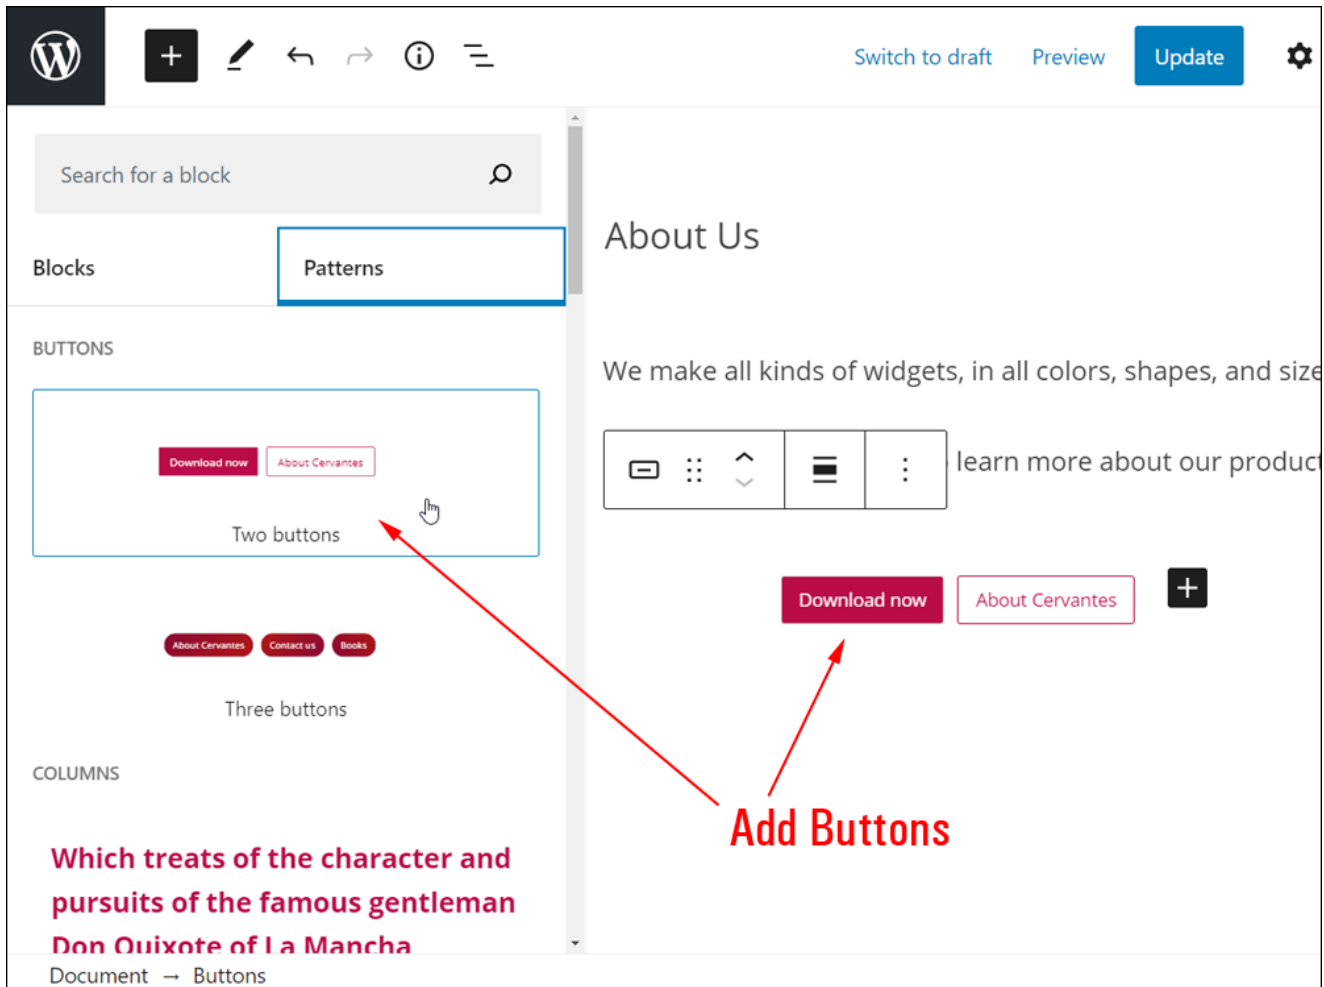 Switch to draft
Preview
Update
Search for a block
Blocks
Patterns
BUTTONS
Download now
About Cervantes
Two buttons
About Cervantes
Contact us
Books
Three buttons
COLUMNS
Which treats of the character and
pursuits of the famous gentleman
Don Quixote of La Mancha
Document → Buttons
About Us
We make all kinds of widgets, in all colors, shapes, and size
learn more about our product
Download now
About Cervantes
Add Buttons